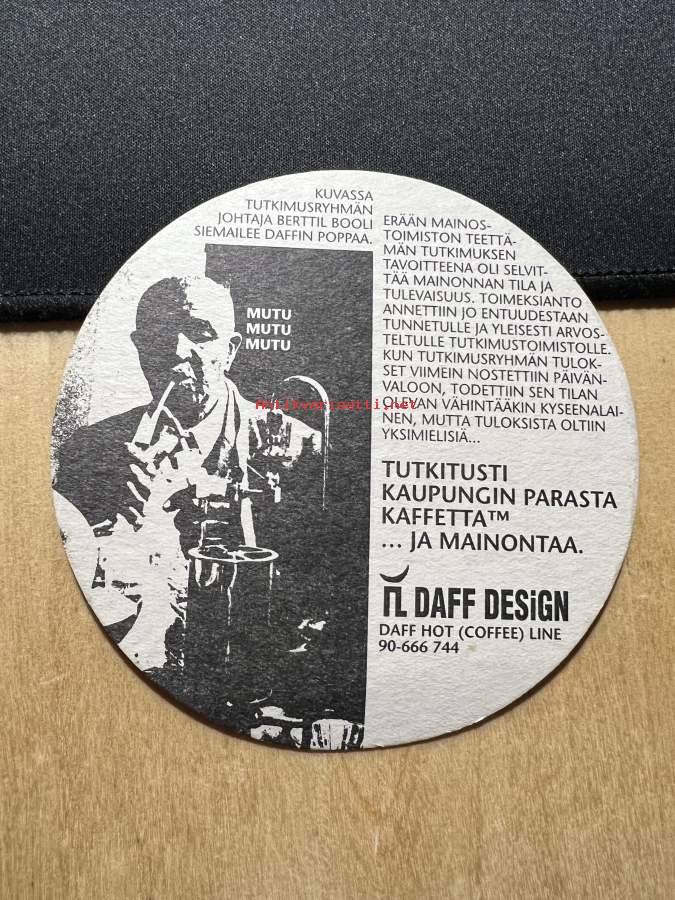 KUVASSA
TUTKIMUSRYHMÄN
JOHTAJA BERTTIL BOOLI
SIEMAILEE DAFFIN POPPAA.
MUTU
MUTU
MUTU
ERÄÄN MAINOS-
TOIMISTON TEETTÄ-
MÄN TUTKIMUKSEN
TAVOITTEENA OLI SELVIT-
TÄÄ MAINONNAN TILA JA
TULEVAISUUS. TOIMEKSIANTO
ANNETTIIN JO ENTUUDESTAAN
TUNNETULLE JA YLEISESTI ARVOS-
TELTULLE TUTKIMUSTOIMISTOLLE.
KUN TUTKIMUSRYHMÄN TULOK-
SET VIIMEIN NOSTETTIIN PÄIVÄN-
VALOON, TODETTIIN SEN TILAN
OLEVAN VÄHINTÄÄKIN KYSEENALAI-
NEN, MUTTA TULOKSISTA OLTIIN
YKSIMIELISIÄ...
TUTKITUSTI
KAUPUNGIN PARASTA
KAFFETTA™
... JA MAINONTAA.
DAFF DESiGN
DAFF HOT (COFFEE) LINE
90-666 744
Antikvariaatti.net